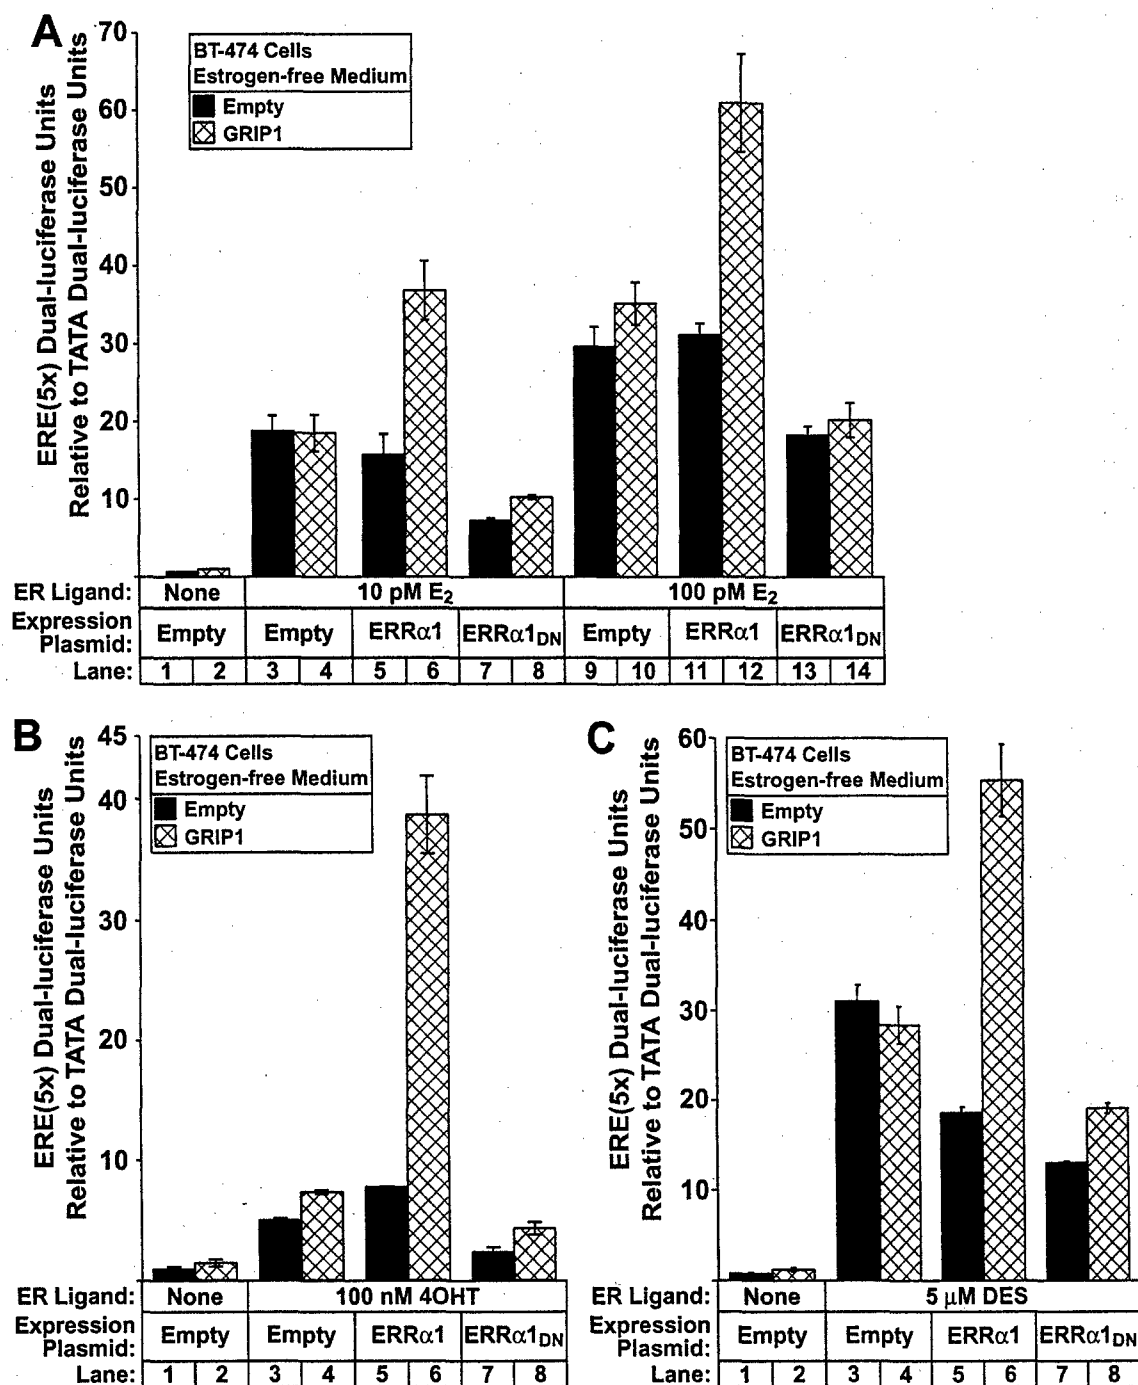 A
ERE(5x) Dual-luciferase Units
Relative to TATA Dual-luciferase Units
70
60
50
40
30
20
10
BT-474 Cells
Estrogen-free Medium
Empty
GRIP1
ER Ligand: None 10 pM E2 100 pM E2
Expression Plasmid: Empty Empty ERRα1 ERRα1DN Empty ERRα1 ERRα1DN
Lane: 1 2 3 4 5 6 7 8 9 10 11 12 13 14
B
ERE(5x) Dual-luciferase Units
Relative to TATA Dual-luciferase Units
45
40
30
20
10
BT-474 Cells
Estrogen-free Medium
Empty
GRIP1
ER Ligand: None 100 nM 4OHT
Expression Plasmid: Empty Empty ERRα1 ERRα1DN
Lane: 1 2 3 4 5 6 7 8
C
ERE(5x) Dual-luciferase Units
Relative to TATA Dual-luciferase Units
60
50
40
30
20
10
BT-474 Cells
Estrogen-free Medium
Empty
GRIP1
ER Ligand: None 5 μM DES
Expression Plasmid: Empty Empty ERRα1 ERRα1DN
Lane: 1 2 3 4 5 6 7 8